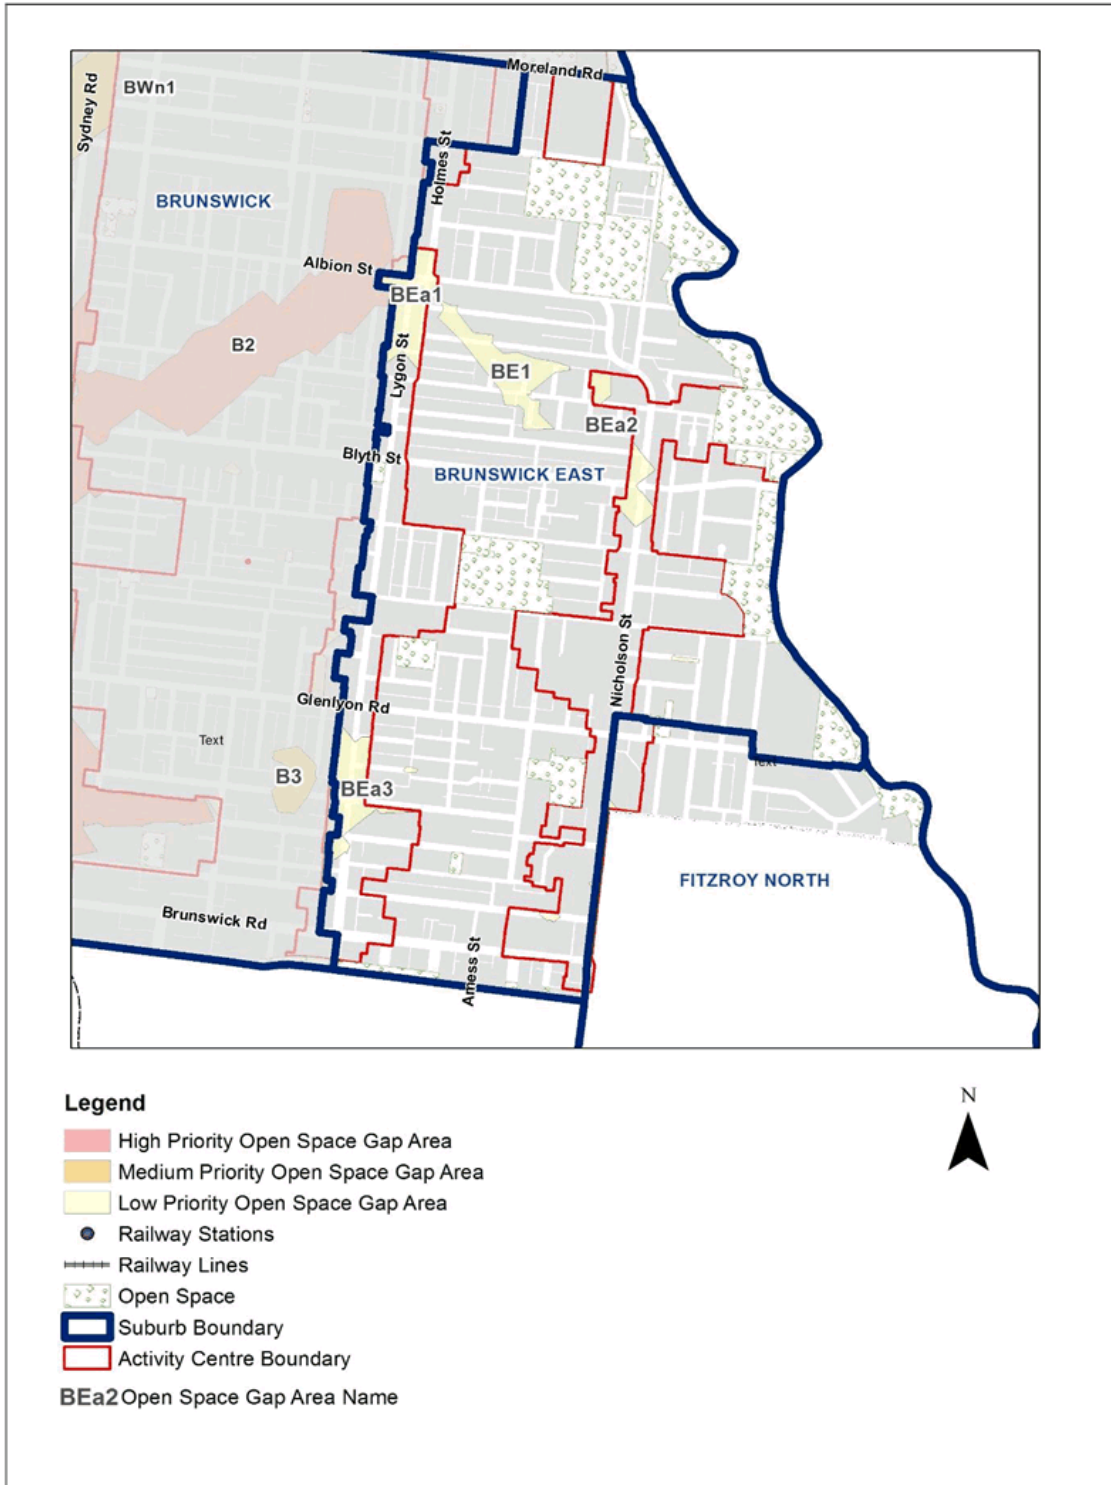 Moreland Rd
Sydney Rd
BWn1
Holmes St
BRUNSWICK
Albion St
BEa1
B2
Lygon St
BE1
BEa2
Blyth St
BRUNSWICK EAST
Nicholson St
Glenlyon Rd
Text
Text
B3
BEa3
FITZROY NORTH
Brunswick Rd
Amess St
Legend
N
High Priority Open Space Gap Area
Medium Priority Open Space Gap Area
Low Priority Open Space Gap Area
Railway Stations
Railway Lines
Open Space
Suburb Boundary
Activity Centre Boundary
BEa2 Open Space Gap Area Name